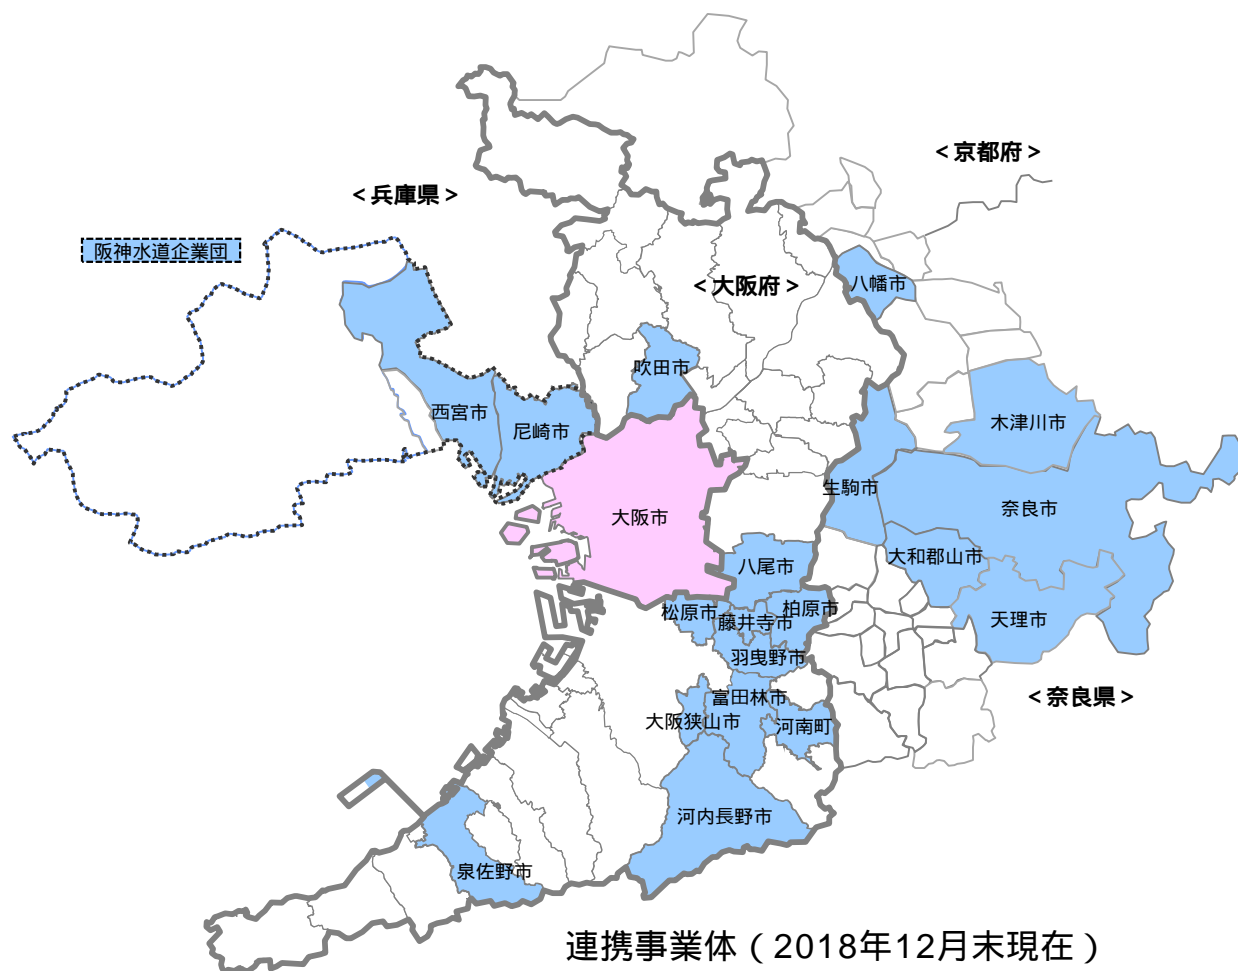 ＜京都府＞
＜兵庫県＞
阪神水道企業団
＜大阪府＞
八幡市
吹田市
西宮市
尼崎市
木津川市
生駒市
奈良市
大阪市
大和郡山市
八尾市
松原市
藤井寺市
柏原市
天理市
羽曳野市
富田林市
＜奈良県＞
大阪狭山市
河南町
河内長野市
泉佐野市
連携事業体（2018年12月末現在）